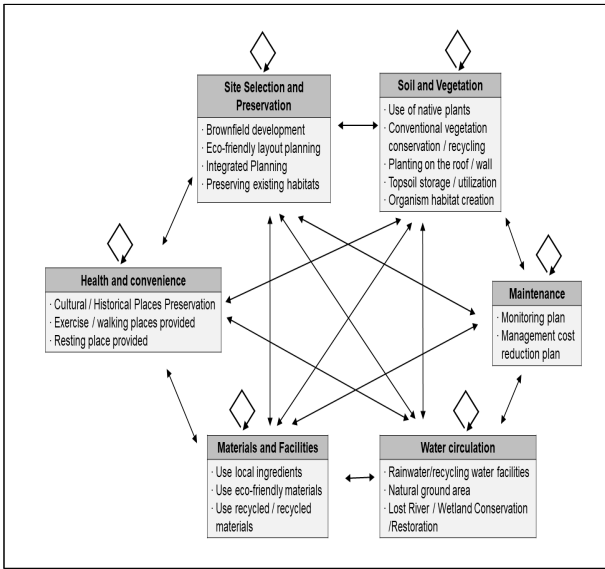 Site Selection and
Preservation
· Brownfield development
· Eco-friendly layout planning
· Integrated Planning
· Preserving existing habitats
Soil and Vegetation
· Use of native plants
· Conventional vegetation
conservation / recycling
· Planting on the roof / wall
· Topsoil storage / utilization
· Organism habitat creation
Health and convenience
· Cultural / Historical Places Preservation
· Exercise / walking places provided
· Resting place provided
Maintenance
· Monitoring plan
· Management cost
reduction plan
Materials and Facilities
· Use local ingredients
· Use eco-friendly materials
· Use recycled / recycled
materials
Water circulation
· Rainwater/recycling water facilities
· Natural ground area
· Lost River / Wetland Conservation
/Restoration